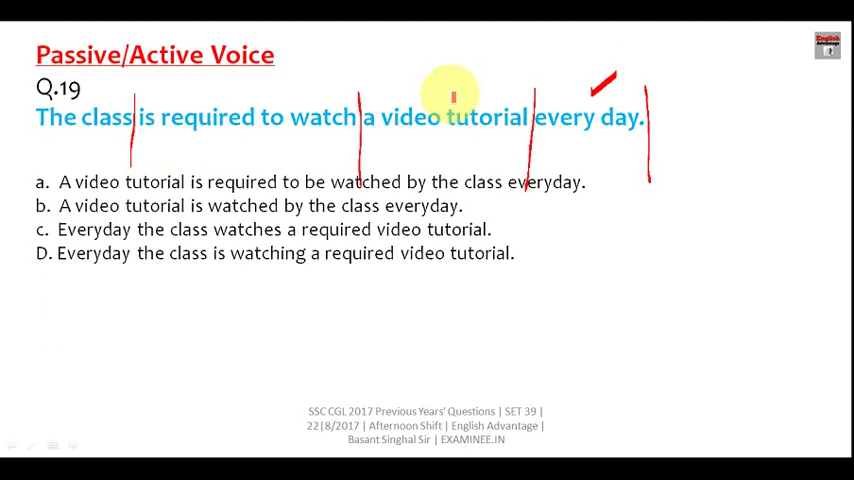 Passive/Active Voice
English
Advantage
Q.19
The class is required to watch a video tutorial every day.
a. A video tutorial is required to be watched by the class everyday.
b. A video tutorial is watched by the class everyday.
c. Everyday the class watches a required video tutorial.
D. Everyday the class is watching a required video tutorial.
SSC CGL 2017 Previous Years' Questions | SET 39 |
22|8/2017 | Afternoon Shift | English Advantage |
Basant Singhal Sir | EXAMINEE.IN